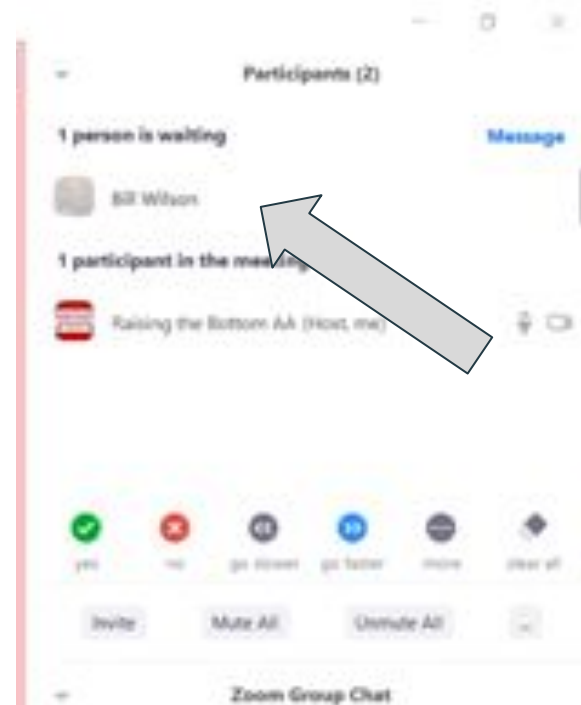 Participants (2)
1 person is waiting Message
Bill Wilson
1 participant in the meeting
Raising the Bottom AA (Host, me)
yes no go slower go faster more clear all
Invite Mute All Unmute All ...
Zoom Group Chat